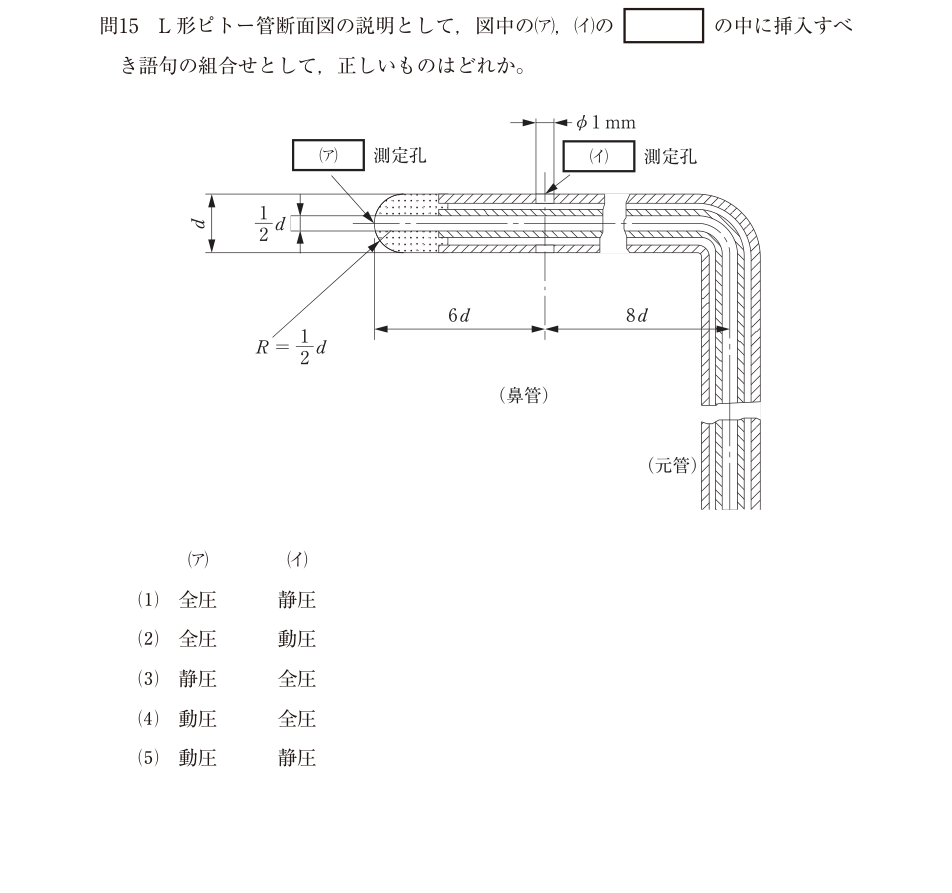 問15 L形ピトー管断面図の説明として，図中の㋐，㋑の　　　の中に挿入すべ
き語句の組合せとして，正しいものはどれか。
φ1 mm
(ア) 測定孔
(イ) 測定孔
d
1/2 d
6d
8d
R = 1/2 d
（鼻管）
（元管）
(ア) (イ)
(1) 全圧 静圧
(2) 全圧 動圧
(3) 静圧 全圧
(4) 動圧 全圧
(5) 動圧 静圧